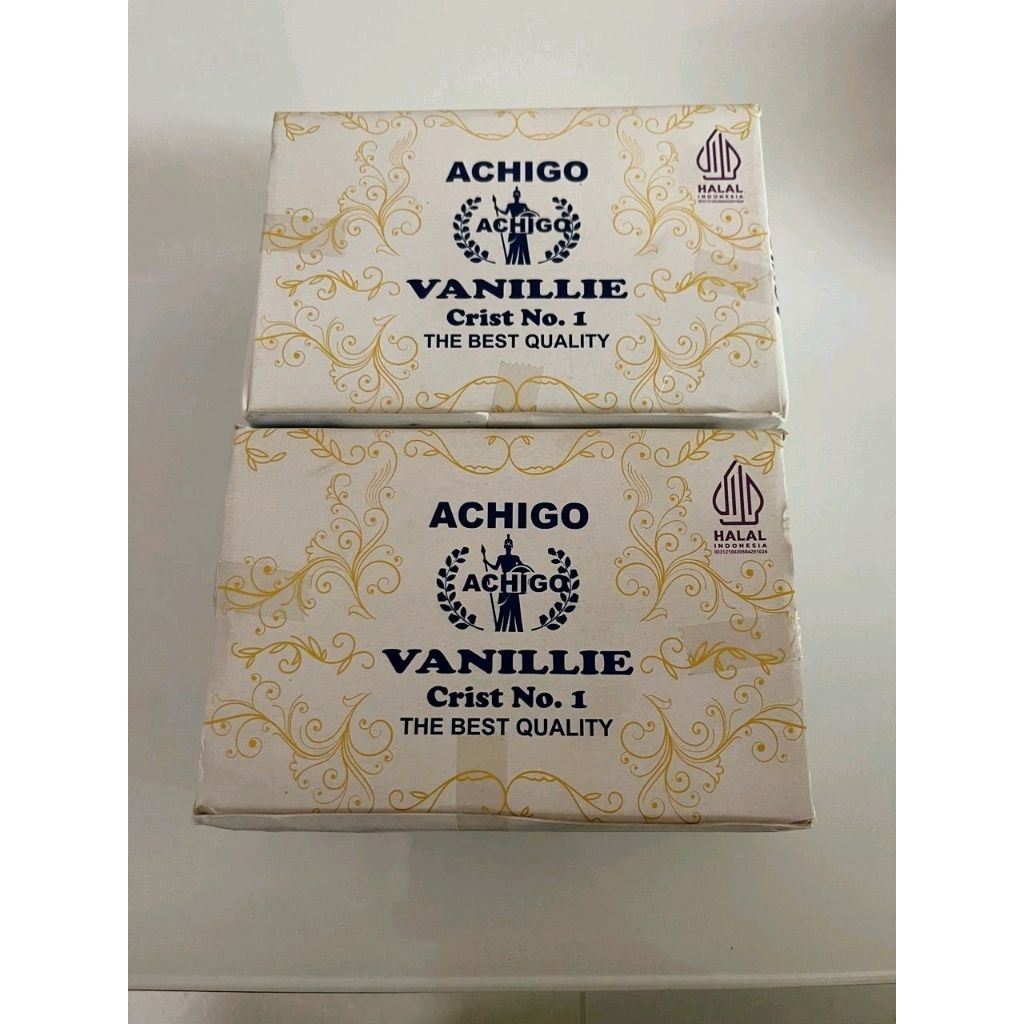 ACHIGO
ACHIGO
VANILLIE
Crist No. 1
THE BEST QUALITY
HALAL
INDONESIA
ACHIGO
ACHIGO
VANILLIE
Crist No. 1
THE BEST QUALITY
HALAL
INDONESIA